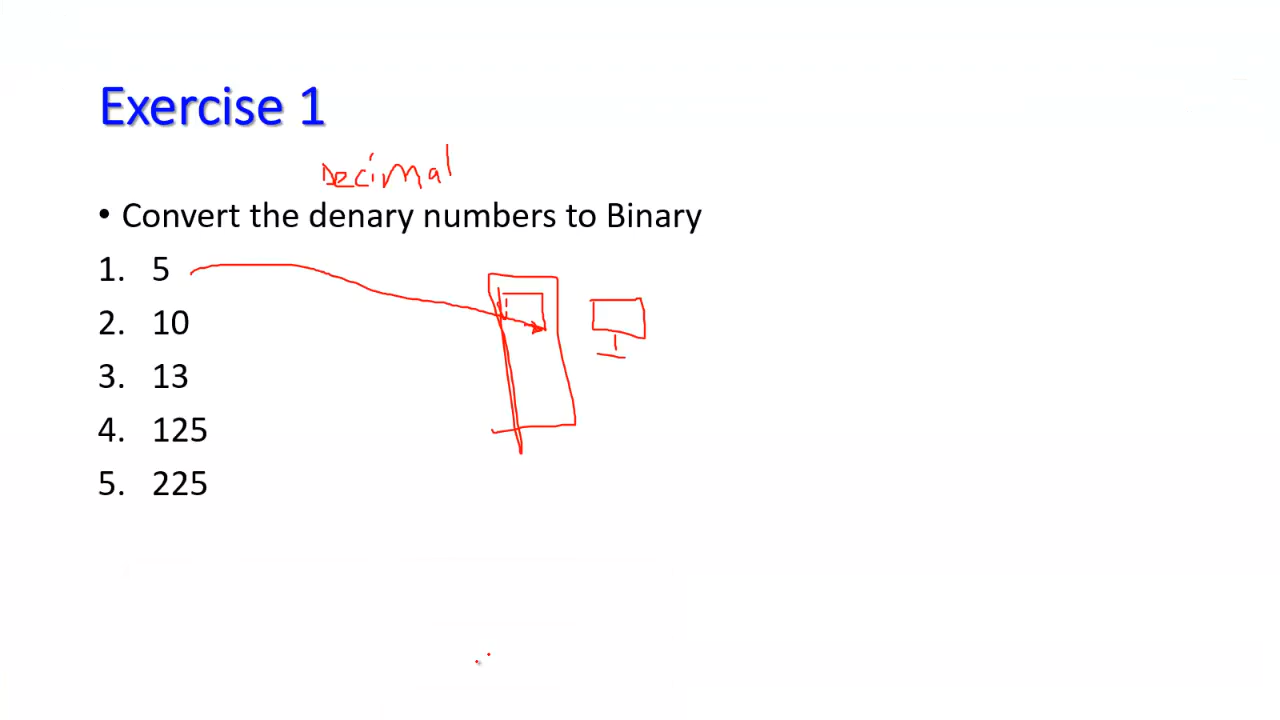 Exercise 1
Decimal
• Convert the denary numbers to Binary
1. 5
2. 10
3. 13
4. 125
5. 225